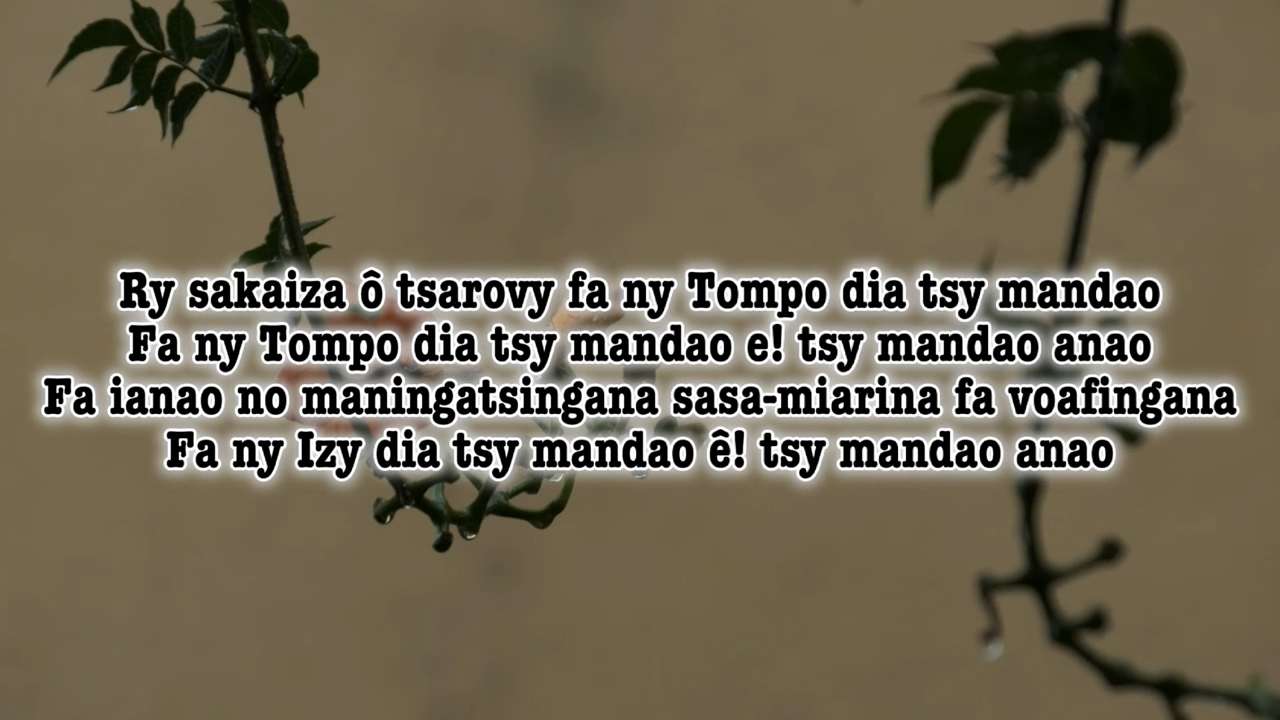 Ry sakaiza ô tsarovy fa ny Tompo dia tsy mandao
Fa ny Tompo dia tsy mandao e! tsy mandao anao
Fa ianao no maningatsingana sasa-miarina fa voafingana
Fa ny Izy dia tsy mandao ê! tsy mandao anao